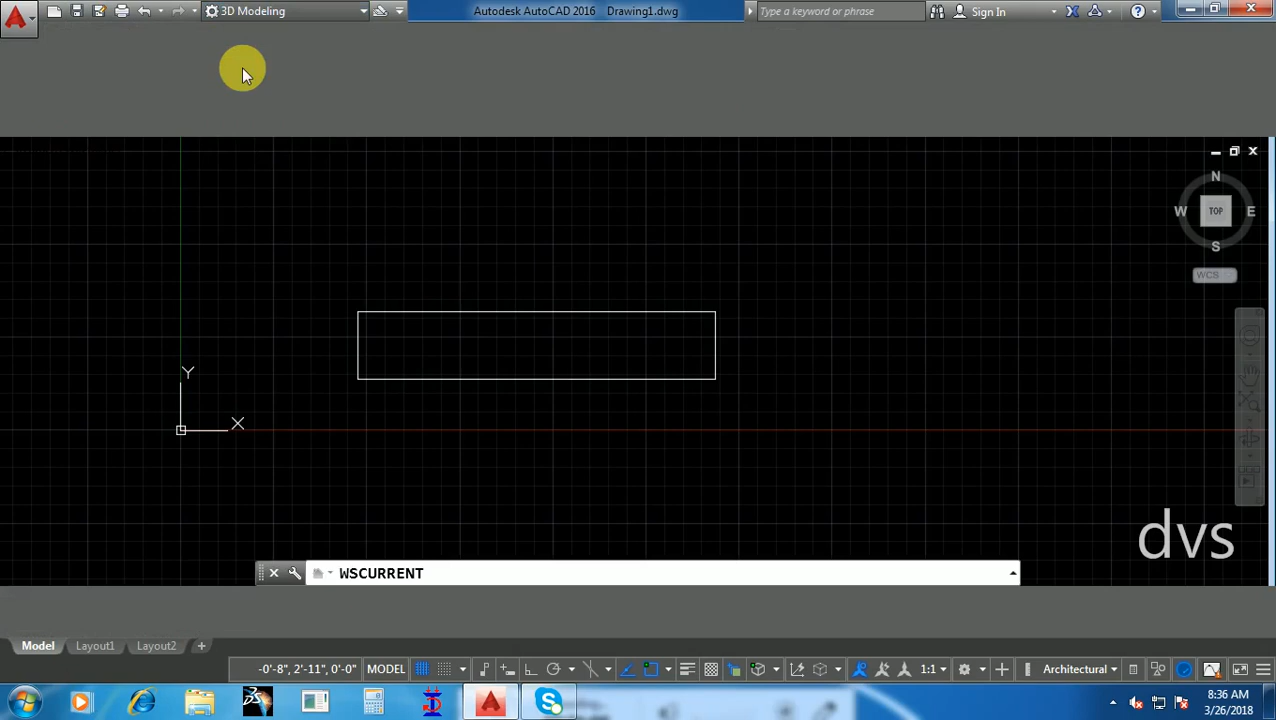 3D Modeling
Autodesk AutoCAD 2016 Drawing1.dwg
Type a keyword or phrase
Sign In
N
W
TOP
E
S
WCS
Y
X
dvs
WSCURRENT
Model
Layout1
Layout2
-0'-8", 2'-11", 0'-0"
MODEL
1:1
Architectural
8:36 AM
3/26/2018